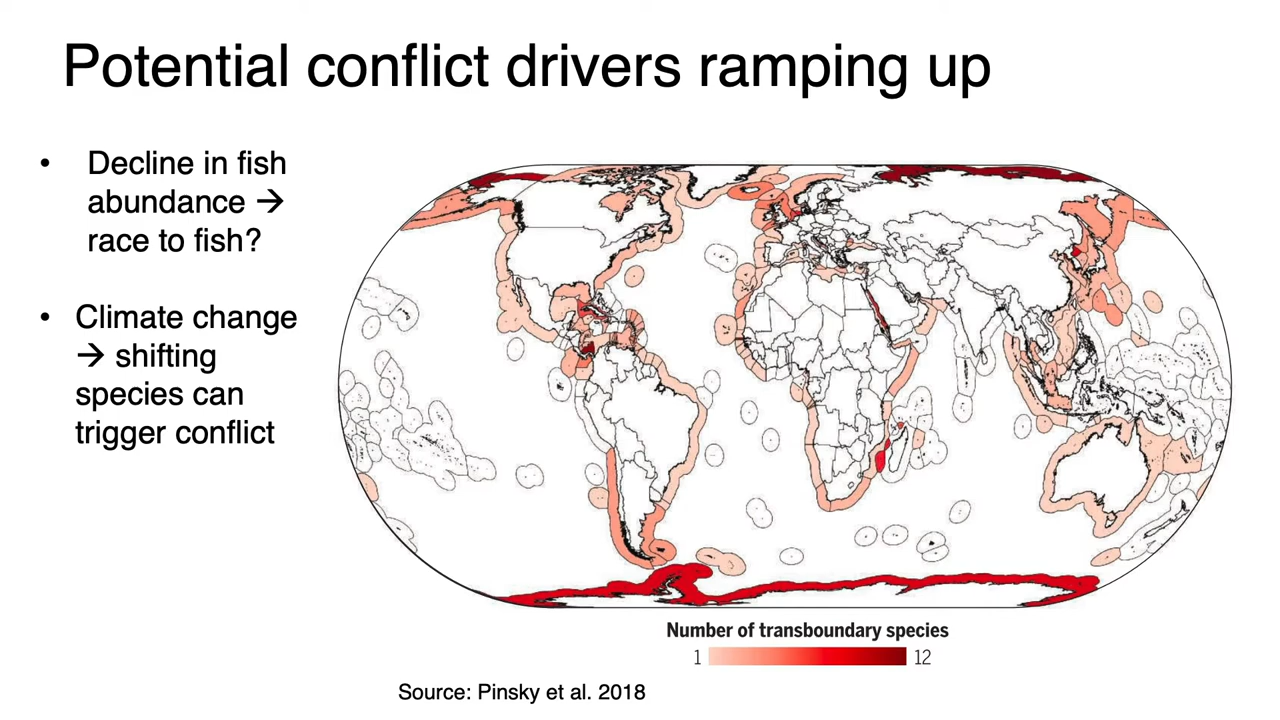 Potential conflict drivers ramping up
• Decline in fish
abundance →
race to fish?
• Climate change
→ shifting
species can
trigger conflict
Number of transboundary species
1 12
Source: Pinsky et al. 2018